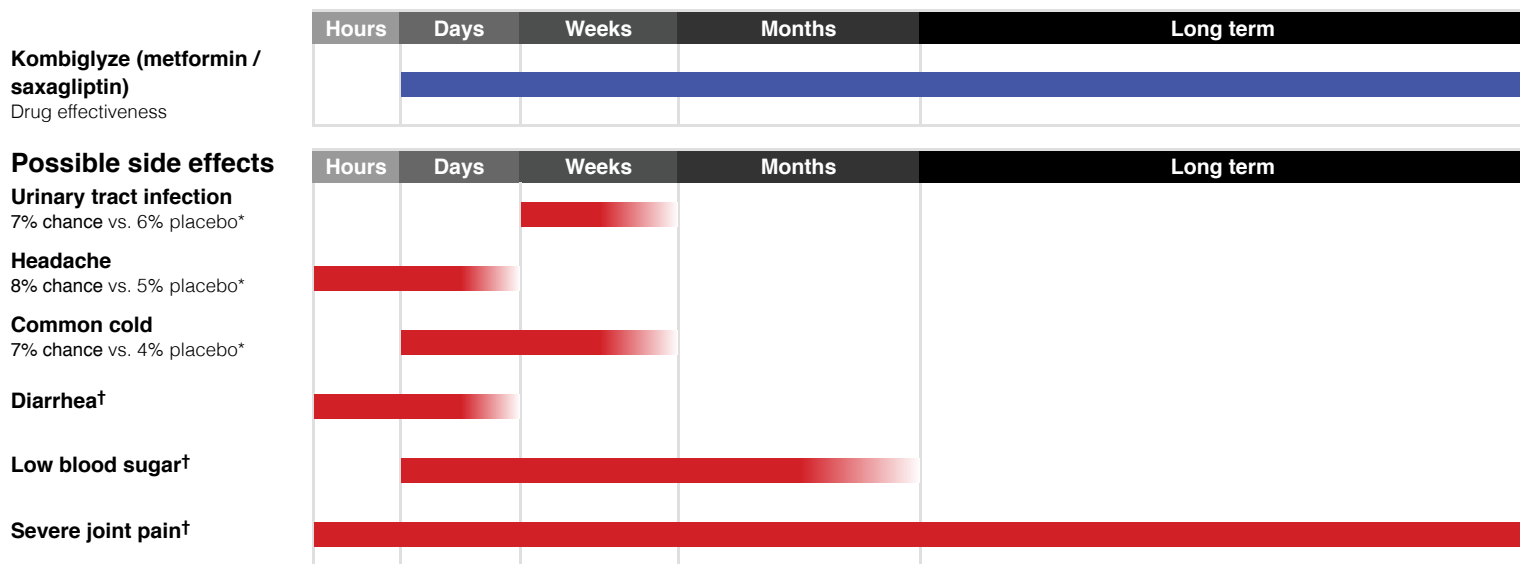 Hours Days Weeks Months Long term
Kombiglyze (metformin /
saxagliptin)
Drug effectiveness
Possible side effects Hours Days Weeks Months Long term
Urinary tract infection
7% chance vs. 6% placebo*
Headache
8% chance vs. 5% placebo*
Common cold
7% chance vs. 4% placebo*
Diarrhea†
Low blood sugar†
Severe joint pain†